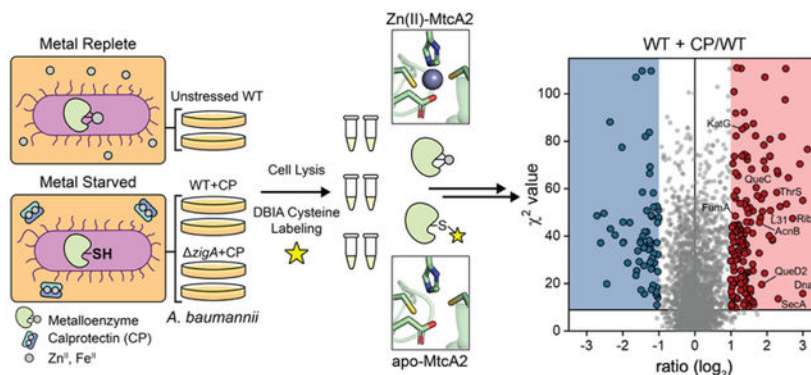 Metal Replete
Unstressed WT
Metal Starved
WT+CP
SH
ΔzigA+CP
A. baumannii
Metalloenzyme
Calprotectin (CP)
Zn^II, Fe^II
Cell Lysis
DBIA Cysteine
Labeling
Zn(II)-MtcA2
S
apo-MtcA2
WT + CP/WT
χ² value
100
80
60
40
20
0
KatG
QueC
ThrS
FumA
L31
AcnB
QueD2
SecA
-3 -2 -1 0 1 2 3
ratio (log₂)